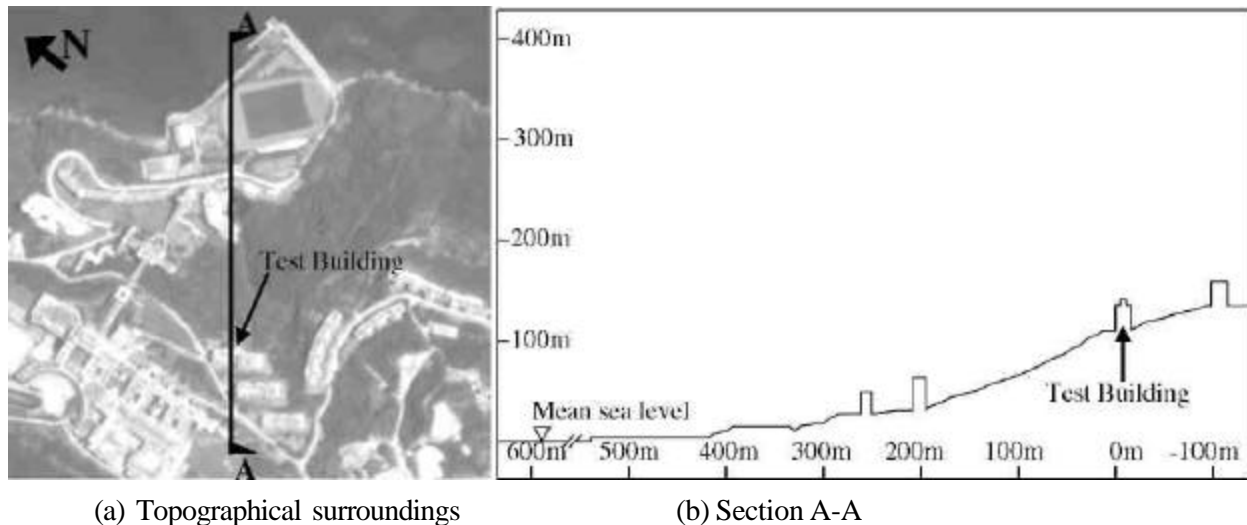 A
N
Test Building
A
400m
300m
200m
100m
Mean sea level
600m 500m 400m 300m 200m 100m 0m -100m
Test Building
(a) Topographical surroundings
(b) Section A-A